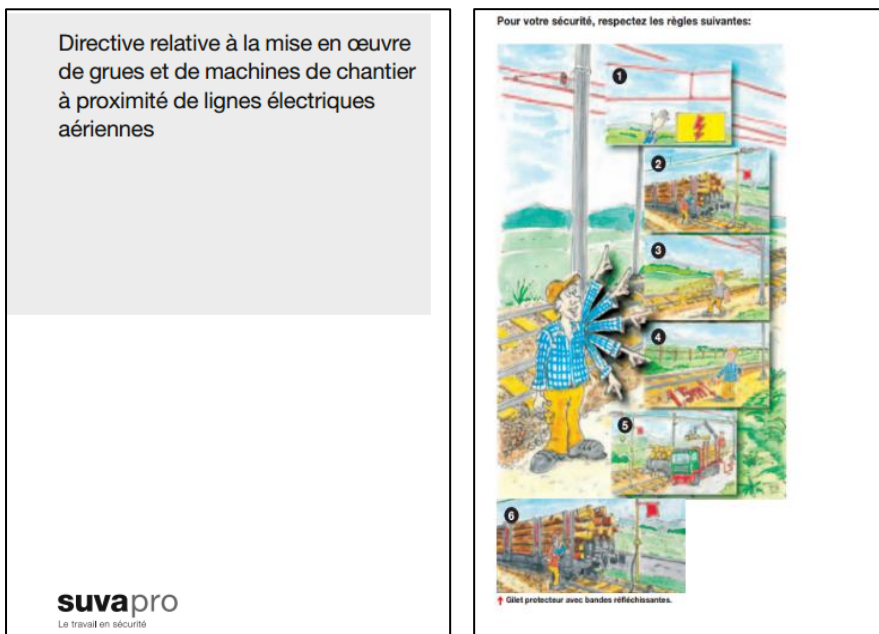 Directive relative à la mise en œuvre
de grues et de machines de chantier
à proximité de lignes électriques
aériennes
suvapro
Le travail en sécurité
Pour votre sécurité, respectez les règles suivantes:
1
2
3
4
1.5m!
5
6
Gilet protecteur avec bandes réfléchissantes.